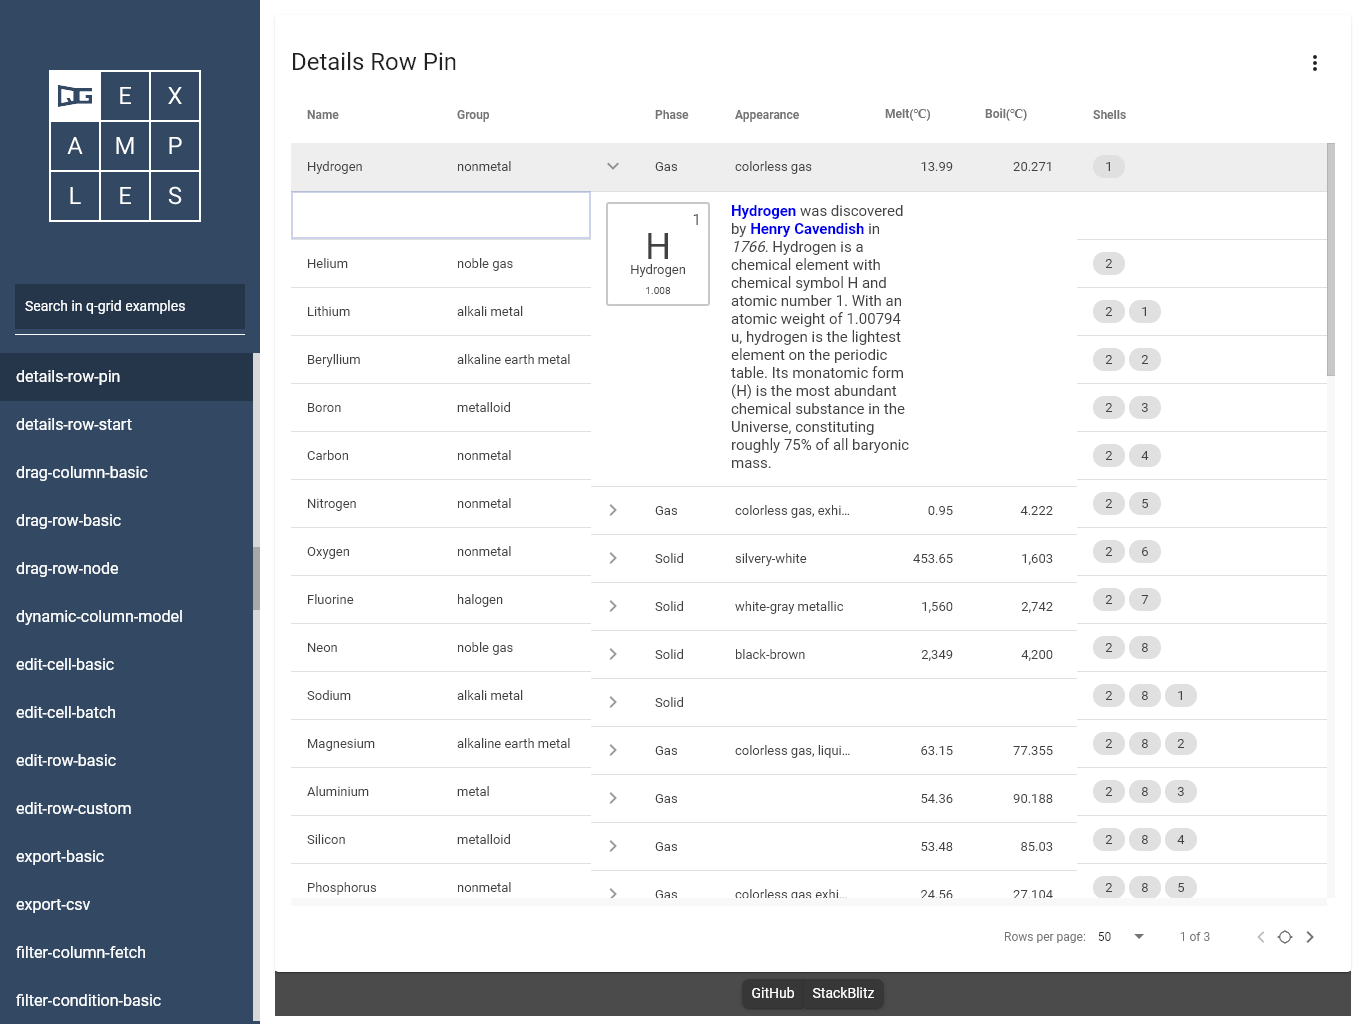 QG E X
A M P
L E S
Search in q-grid examples
details-row-pin
details-row-start
drag-column-basic
drag-row-basic
drag-row-node
dynamic-column-model
edit-cell-basic
edit-cell-batch
edit-row-basic
edit-row-custom
export-basic
export-csv
filter-column-fetch
filter-condition-basic
Details Row Pin
Name Group Phase Appearance Melt(℃) Boil(℃) Shells
Hydrogen nonmetal Gas colorless gas 13.99 20.271 1
1
H
Hydrogen
1.008
Hydrogen was discovered
by Henry Cavendish in
1766. Hydrogen is a
chemical element with
chemical symbol H and
atomic number 1. With an
atomic weight of 1.00794
u, hydrogen is the lightest
element on the periodic
table. Its monatomic form
(H) is the most abundant
chemical substance in the
Universe, constituting
roughly 75% of all baryonic
mass.
Helium noble gas 2
Lithium alkali metal 2 1
Beryllium alkaline earth metal 2 2
Boron metalloid 2 3
Carbon nonmetal 2 4
Nitrogen nonmetal 2 5
Oxygen nonmetal 2 6
Fluorine halogen 2 7
Neon noble gas 2 8
Sodium alkali metal 2 8 1
Magnesium alkaline earth metal 2 8 2
Aluminium metal 2 8 3
Silicon metalloid 2 8 4
Phosphorus nonmetal 2 8 5
Gas colorless gas, exhi... 0.95 4.222
Solid silvery-white 453.65 1,603
Solid white-gray metallic 1,560 2,742
Solid black-brown 2,349 4,200
Solid
Gas colorless gas, liqui... 63.15 77.355
Gas 54.36 90.188
Gas 53.48 85.03
Gas colorless gas exhi... 24.56 27.104
Rows per page: 50 1 of 3
GitHub StackBlitz